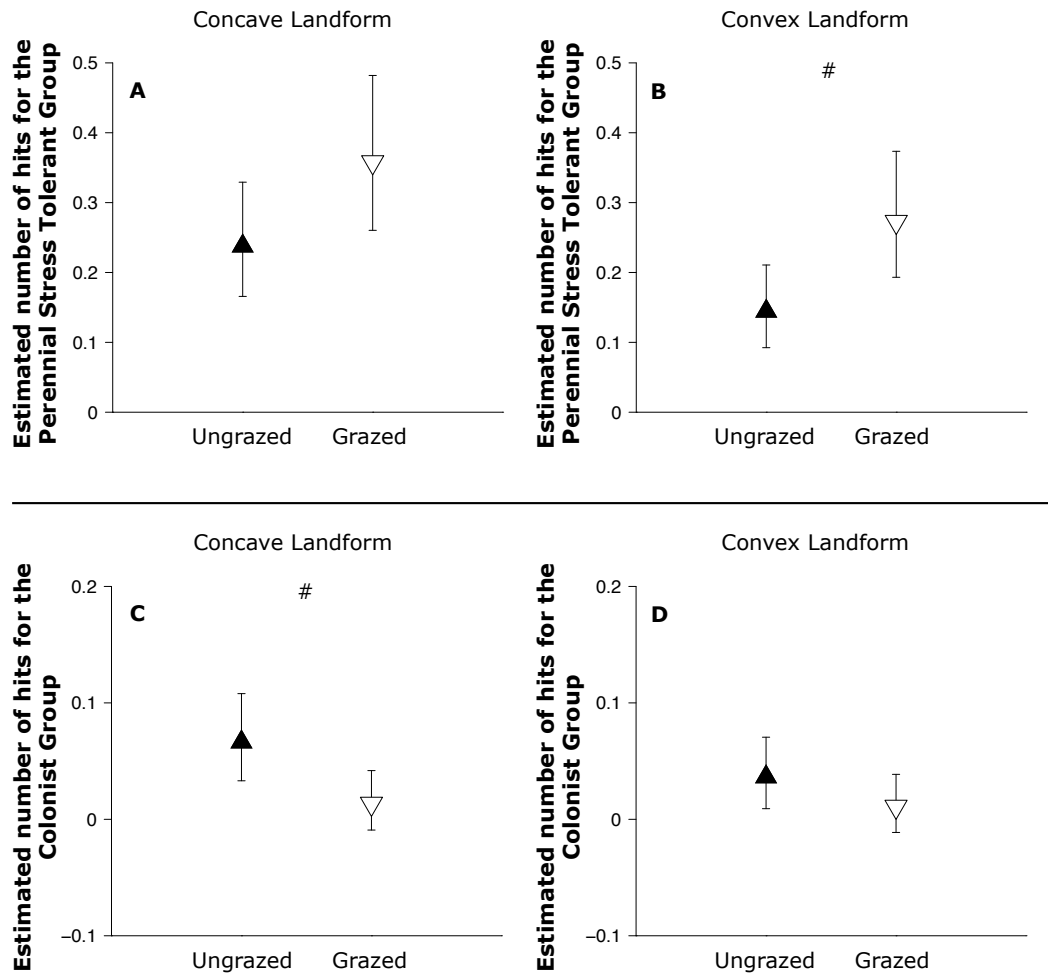 Concave Landform
Estimated number of hits for the
Perennial Stress Tolerant Group
0.5
0.4
0.3
0.2
0.1
0
A
Ungrazed Grazed
Convex Landform
Estimated number of hits for the
Perennial Stress Tolerant Group
0.5
0.4
0.3
0.2
0.1
0
B
#
Ungrazed Grazed
Concave Landform
Estimated number of hits for the
Colonist Group
0.2
0.1
0
−0.1
C
#
Ungrazed Grazed
Convex Landform
Estimated number of hits for the
Colonist Group
0.2
0.1
0
−0.1
D
Ungrazed Grazed